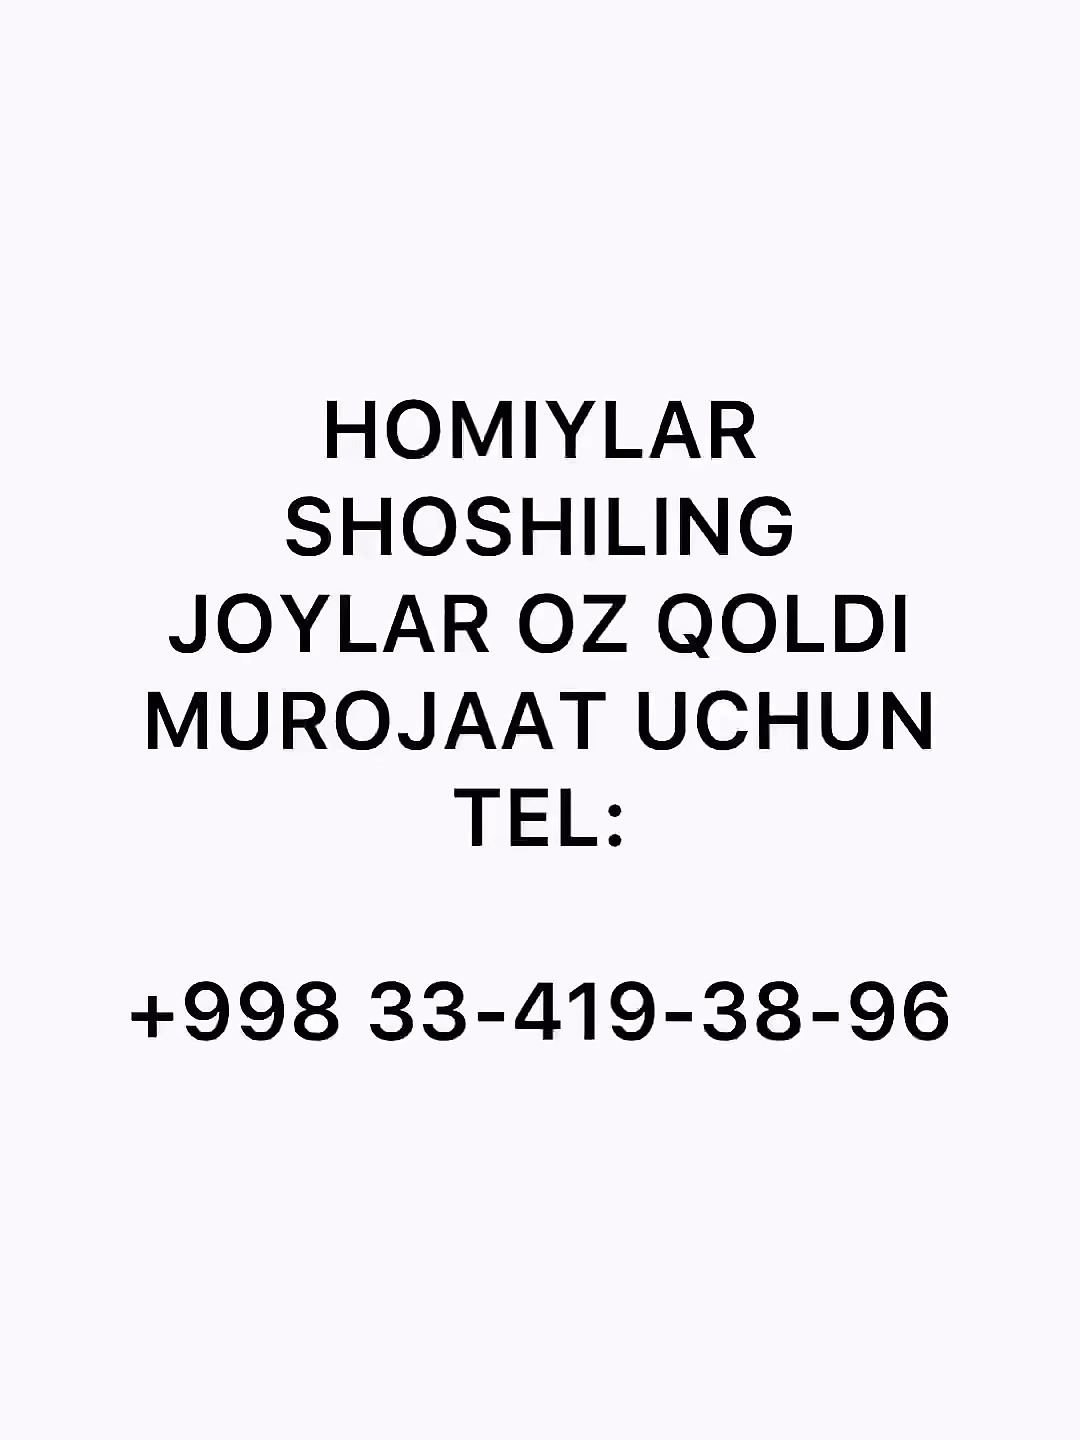 HOMIYLAR
SHOSHILING
JOYLAR OZ QOLDI
MUROJAAT UCHUN
TEL:
+998 33-419-38-96